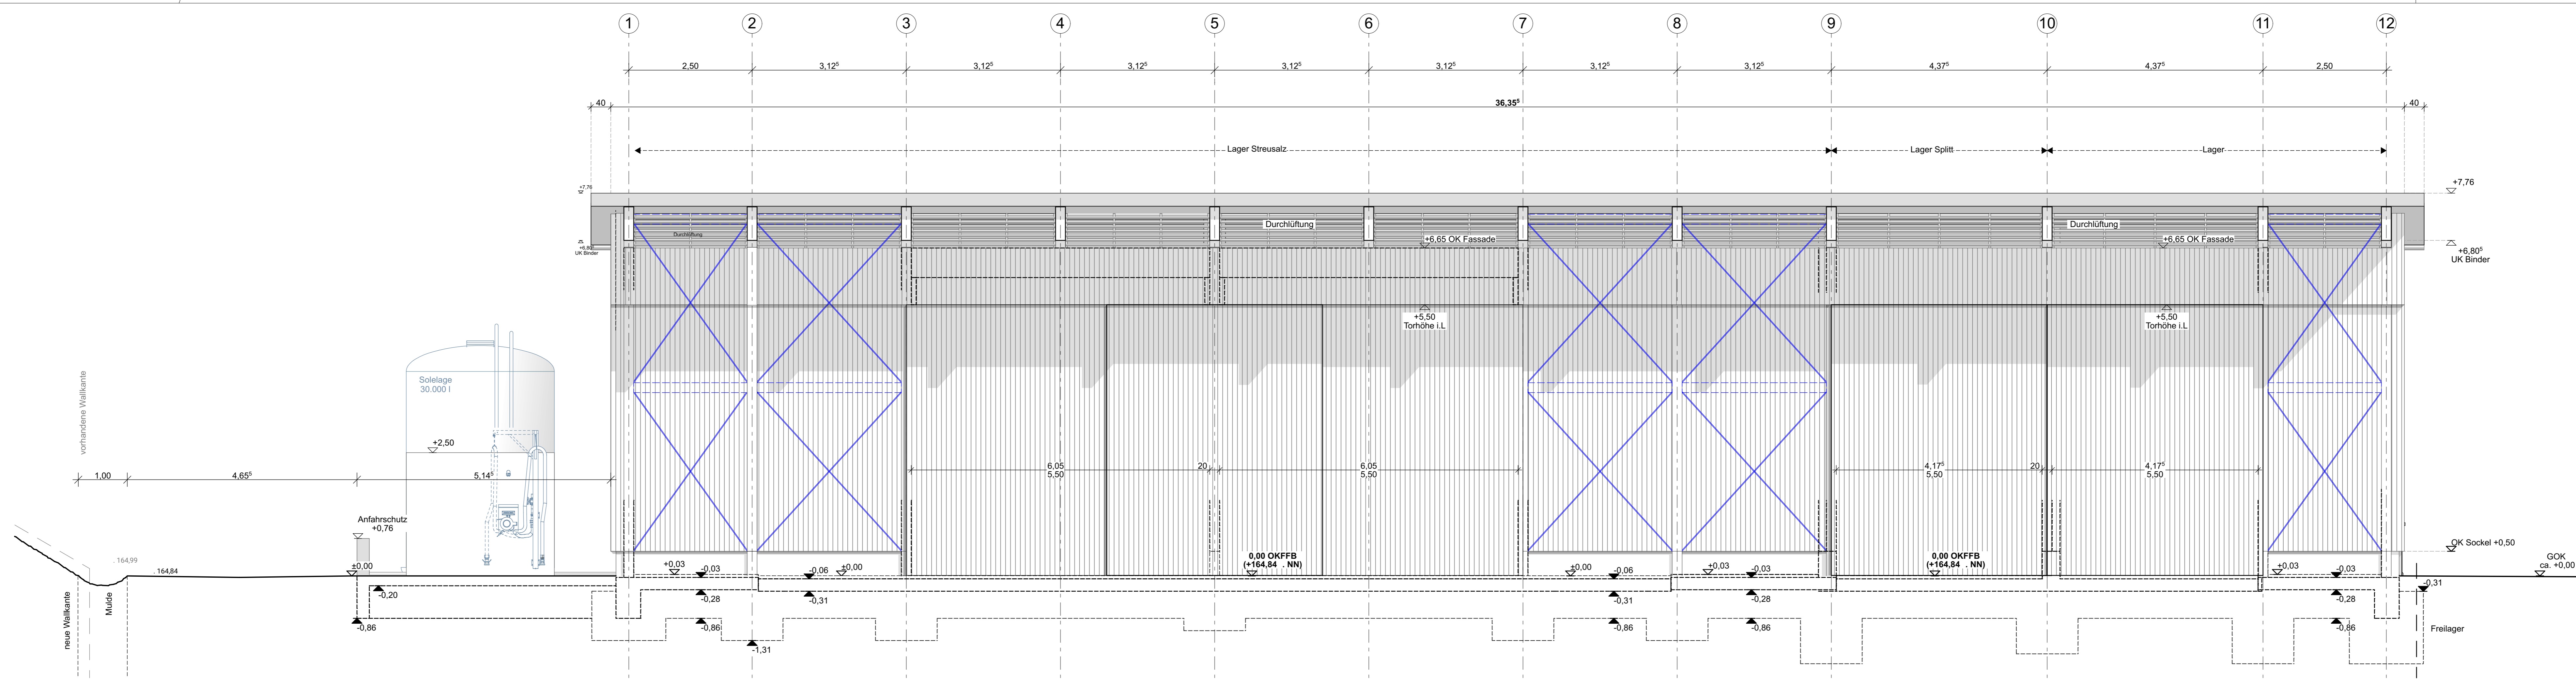 1 2 3 4 5 6 7 8 9 10 11 12
2,50 3,12⁵ 3,12⁵ 3,12⁵ 3,12⁵ 3,12⁵ 3,12⁵ 3,12⁵ 4,37⁵ 4,37⁵ 2,50
40 36,35⁵ 40
Lager Streusalz Lager Splitt Lager
+7,76 +7,76
Durchlüftung Durchlüftung Durchlüftung
+6,65 OK Fassade +6,65 OK Fassade
+6,80⁵
UK Binder
+6,80⁵
UK Binder
+5,50
Torhöhe i.L
+5,50
Torhöhe i.L
Solelage
30.000 l
vorhandene Wallkante
+2,50
1,00 4,65⁵ 5,14⁵
6,05
5,50
20
6,05
5,50
4,17⁵
5,50
20
4,17⁵
5,50
Anfahrschutz
+0,76
OK Sockel +0,50
0,00 OKFFB
(+164,84 . NN)
0,00 OKFFB
(+164,84 . NN)
GOK
ca. +0,00
. 164,99
. 164,84
±0,00 +0,03 -0,03 -0,06 ±0,00 ±0,00 -0,06 +0,03 -0,03 +0,03 -0,03 -0,31
-0,20 -0,28 -0,31 -0,31 -0,28 -0,28
-0,86 -0,86 -0,86 -0,86 -0,86
-1,31
neue Wallkante
Mulde
Freilager